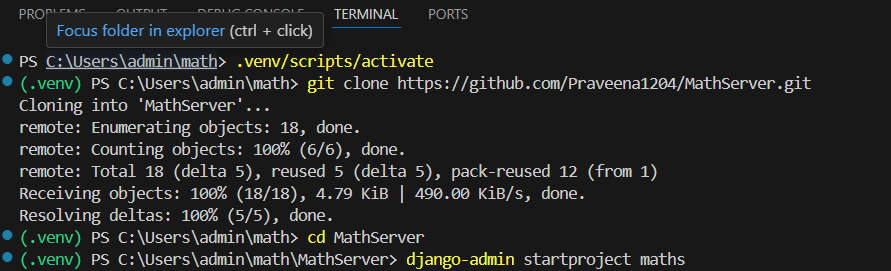 PROBLEMS OUTPUT DEBUG CONSOLE TERMINAL PORTS
Focus folder in explorer (ctrl + click)
PS C:\Users\admin\math> .venv/scripts/activate
(.venv) PS C:\Users\admin\math> git clone https://github.com/Praveena1204/MathServer.git
Cloning into 'MathServer'...
remote: Enumerating objects: 18, done.
remote: Counting objects: 100% (6/6), done.
remote: Total 18 (delta 5), reused 5 (delta 5), pack-reused 12 (from 1)
Receiving objects: 100% (18/18), 4.79 KiB | 490.00 KiB/s, done.
Resolving deltas: 100% (5/5), done.
(.venv) PS C:\Users\admin\math> cd MathServer
(.venv) PS C:\Users\admin\math\MathServer> django-admin startproject maths